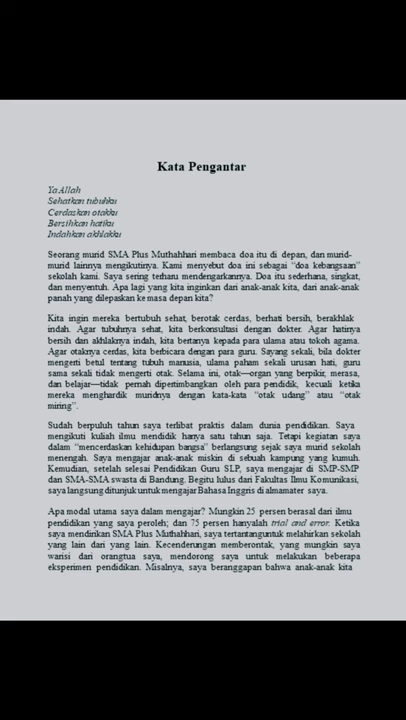 Kata Pengantar
Ya Allah
Sehatkan tubuhku
Cerdaskan otakku
Bersihkan hatiku
Indahkan akhlakku
Seorang murid SMA Plus Muthahhari membaca doa itu di depan, dan murid-
murid lainnya mengikutinya. Kami menyebut doa ini sebagai “doa kebangsaan”
sekolah kami. Saya sering terharu mendengarkannya. Doa itu sederhana, singkat,
dan menyentuh. Apa lagi yang kita inginkan dari anak-anak kita, dari anak-anak
panah yang dilepaskan ke masa depan kita?
Kita ingin mereka bertubuh sehat, berotak cerdas, berhati bersih, berakhlak
indah. Agar tubuhnya sehat, kita berkonsultasi dengan dokter. Agar hatinya
bersih dan akhlaknya indah, kita bertanya kepada para ulama atau tokoh agama.
Agar otaknya cerdas, kita berbicara dengan para guru. Sayang sekali, bila dokter
mengerti betul tentang tubuh manusia, ulama paham sekali urusan hati, guru
sama sekali tidak mengerti otak. Selama ini, otak—organ yang berpikir, merasa,
dan belajar—tidak pernah dipertimbangkan oleh para pendidik, kecuali ketika
mereka menghardik muridnya dengan kata-kata “otak udang” atau “otak
miring”.
Sudah berpuluh tahun saya terlibat praktis dalam dunia pendidikan. Saya
mengikuti kuliah ilmu mendidik hanya satu tahun saja. Tetapi kegiatan saya
dalam “mencerdaskan kehidupan bangsa” berlangsung sejak saya murid sekolah
menengah. Saya mengajar anak-anak miskin di sebuah kampung yang kumuh.
Kemudian, setelah selesai Pendidikan Guru SLP, saya mengajar di SMP-SMP
dan SMA-SMA swasta di Bandung. Begitu lulus dari Fakultas Ilmu Komunikasi,
saya langsung ditunjuk untuk mengajar Bahasa Inggris di almamater saya.
Apa modal utama saya dalam mengajar? Mungkin 25 persen berasal dari ilmu
pendidikan yang saya peroleh; dan 75 persen hanyalah trial and error. Ketika
saya mendirikan SMA Plus Muthahhari, saya tertantang untuk melahirkan sekolah
yang lain dari yang lain. Kecenderungan memberontak, yang mungkin saya
warisi dari orangtua saya, mendorong saya untuk melakukan beberapa
eksperimen pendidikan. Misalnya, saya beranggapan bahwa anak-anak kita